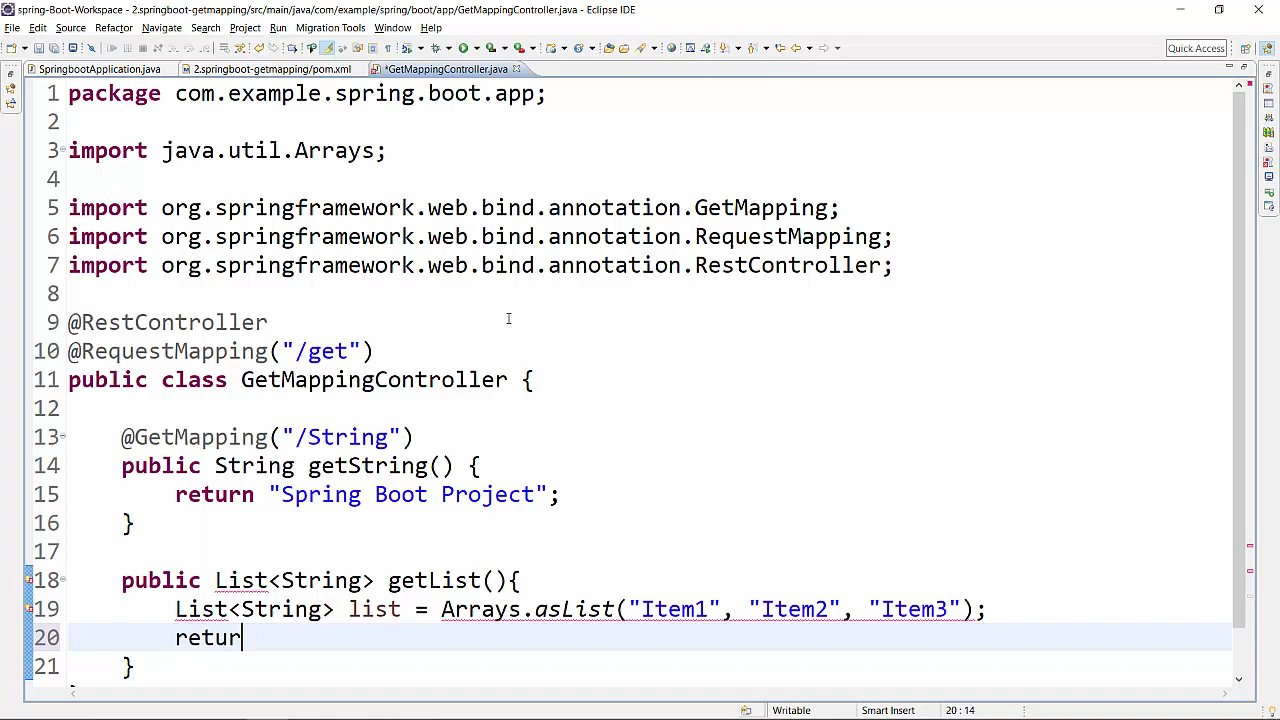 spring-Boot-Workspace - 2.springboot-getmapping/src/main/java/com/example/spring/boot/app/GetMappingController.java - Eclipse IDE
File Edit Source Refactor Navigate Search Project Run Migration Tools Window Help
Quick Access
SpringbootApplication.java 2.springboot-getmapping/pom.xml *GetMappingController.java
1 package com.example.spring.boot.app;
2
3 import java.util.Arrays;
4
5 import org.springframework.web.bind.annotation.GetMapping;
6 import org.springframework.web.bind.annotation.RequestMapping;
7 import org.springframework.web.bind.annotation.RestController;
8
9 @RestController
10 @RequestMapping("/get")
11 public class GetMappingController {
12
13 @GetMapping("/String")
14 public String getString() {
15 return "Spring Boot Project";
16 }
17
18 public List<String> getList(){
19 List<String> list = Arrays.asList("Item1", "Item2", "Item3");
20 retur
21 }
Writable Smart Insert 20 : 14